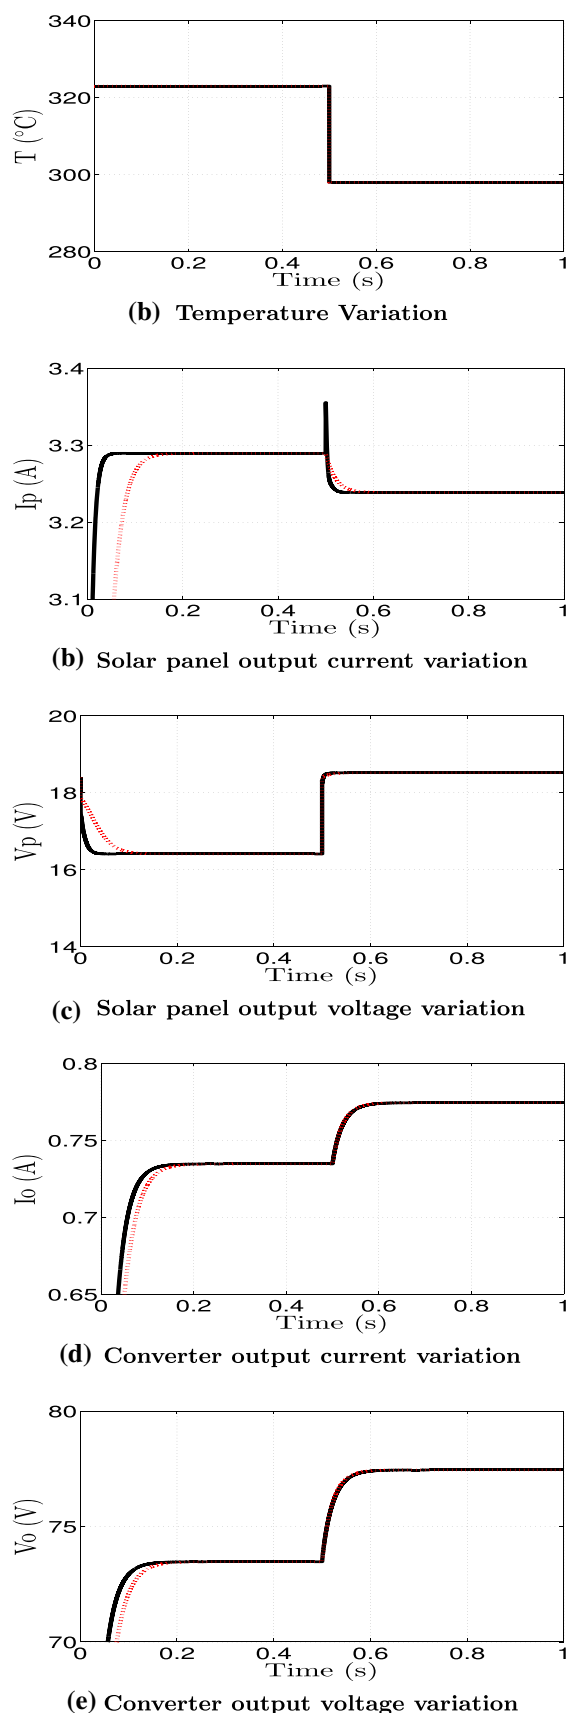 340
320
300
280
T (°C)
0 0.2 0.4 0.6 0.8 1
Time (s)
(b) Temperature Variation
3.4
3.3
3.2
3.1
Ip (A)
0 0.2 0.4 0.6 0.8 1
Time (s)
(b) Solar panel output current variation
20
18
16
14
Vp (V)
0 0.2 0.4 0.6 0.8 1
Time (s)
(c) Solar panel output voltage variation
0.8
0.75
0.7
0.65
Io (A)
0 0.2 0.4 0.6 0.8 1
Time (s)
(d) Converter output current variation
80
75
70
Vo (V)
0 0.2 0.4 0.6 0.8 1
Time (s)
(e) Converter output voltage variation